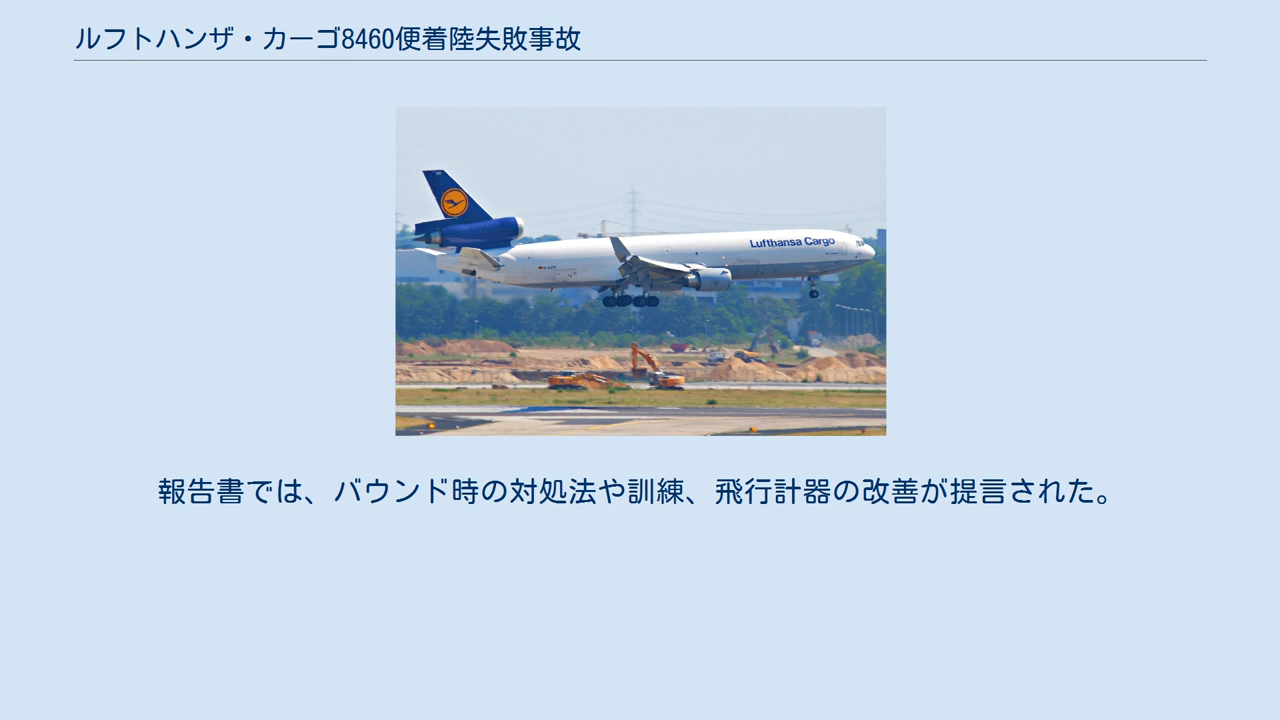 ルフトハンザ・カーゴ8460便着陸失敗事故
Lufthansa Cargo
報告書では、バウンド時の対処法や訓練、飛行計器の改善が提言された。